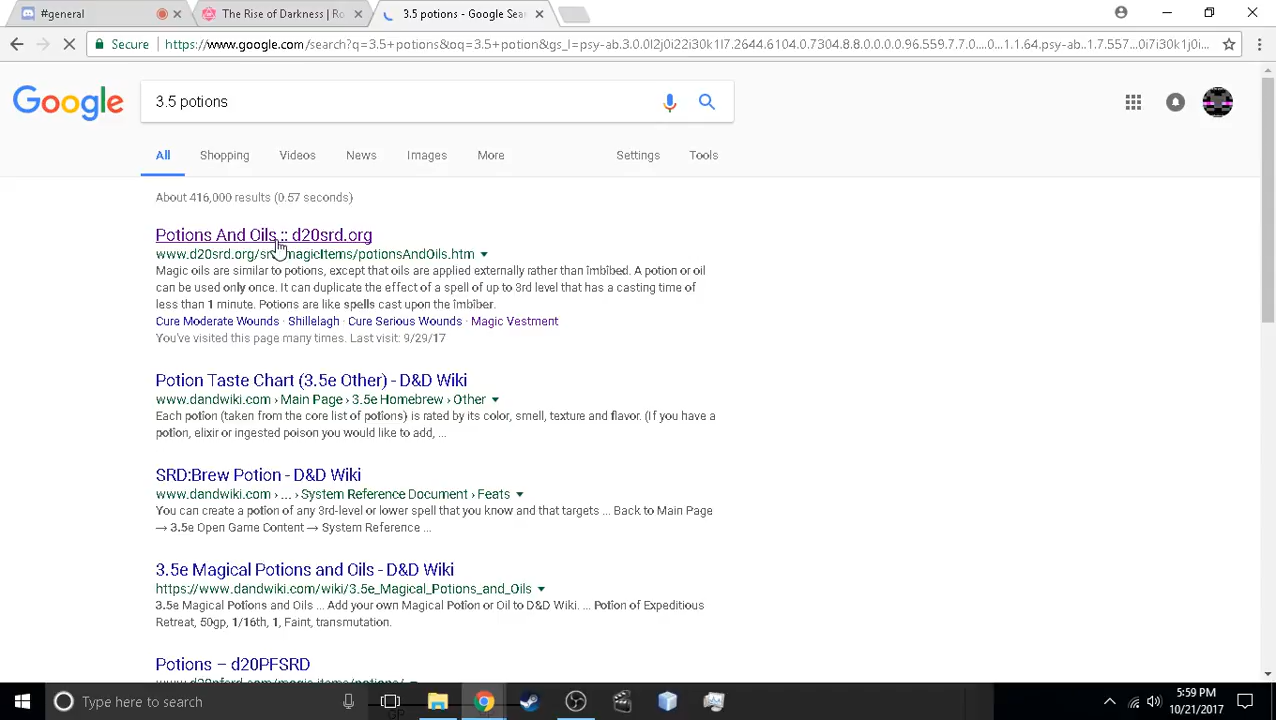 #general
The Rise of Darkness | Ro
3.5 potions - Google Sea
Secure
https://www.google.com/search?q=3.5+potions&oq=3.5+potion&gs_l=psy-ab.3.0.0l2j0i22i30k1l7.2644.6104.0.7304.8.8.0.0.0.0.96.559.7.7.0....0...1.1.64.psy-ab..1.7.557...0i7i30k1j0i...
Google
3.5 potions
All Shopping Videos News Images More Settings Tools
About 416,000 results (0.57 seconds)
Potions And Oils :: d20srd.org
www.d20srd.org/ magicItems/potionsAndOils.htm
Magic oils are similar to potions, except that oils are applied externally rather than imbibed. A potion or oil
can be used only once. It can duplicate the effect of a spell of up to 3rd level that has a casting time of
less than 1 minute. Potions are like spells cast upon the imbiber.
Cure Moderate Wounds · Shillelagh · Cure Serious Wounds · Magic Vestment
You've visited this page many times. Last visit: 9/29/17
Potion Taste Chart (3.5e Other) - D&D Wiki
www.dandwiki.com › Main Page › 3.5e Homebrew › Other
Each potion (taken from the core list of potions) is rated by its color, smell, texture and flavor. (If you have a
potion, elixir or ingested poison you would like to add, ...
SRD:Brew Potion - D&D Wiki
www.dandwiki.com › ... › System Reference Document › Feats
You can create a potion of any 3rd-level or lower spell that you know and that targets ... Back to Main Page
→ 3.5e Open Game Content → System Reference ...
3.5e Magical Potions and Oils - D&D Wiki
https://www.dandwiki.com/wiki/3.5e_Magical_Potions_and_Oils
3.5e Magical Potions and Oils ... Add your own Magical Potion or Oil to D&D Wiki. ... Potion of Expeditious
Retreat, 50gp, 1/16th, 1, Faint, transmutation.
Potions – d20PFSRD
www.d20pfsrd.com/magic-items/potions/
Type here to search
GP
5:59 PM
10/21/2017